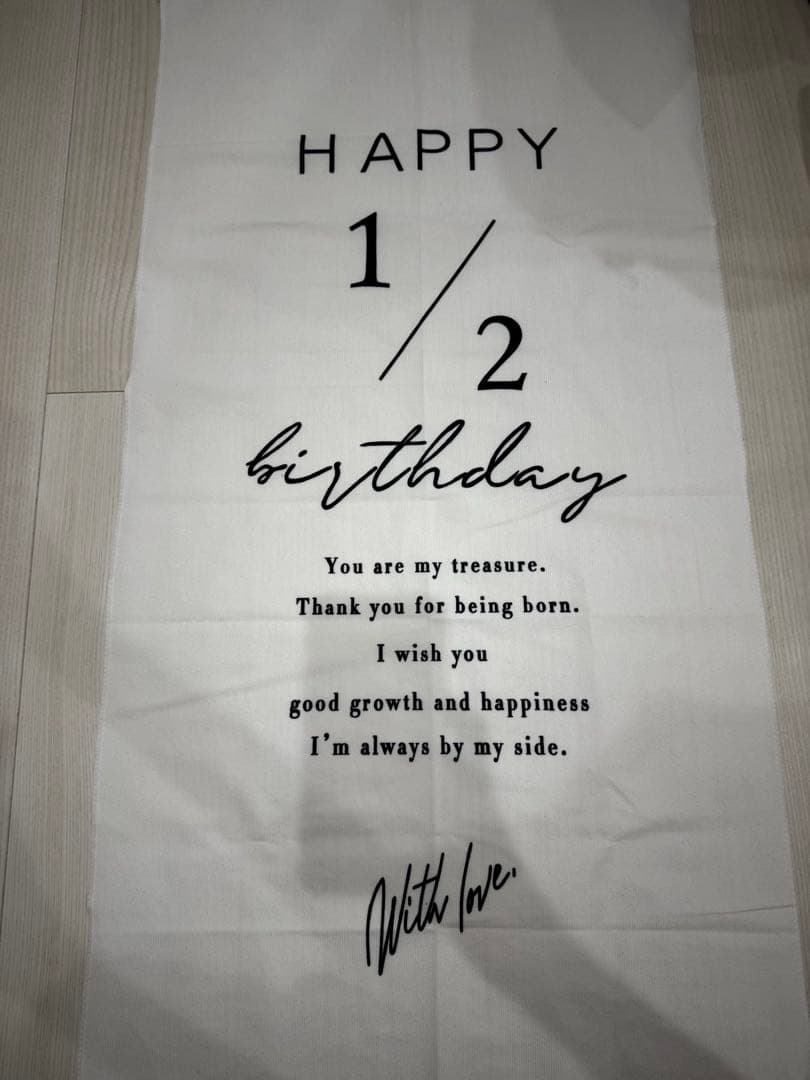 HAPPY
1/2
birthday
You are my treasure.
Thank you for being born.
I wish you
good growth and happiness
I'm always by my side.
With love.